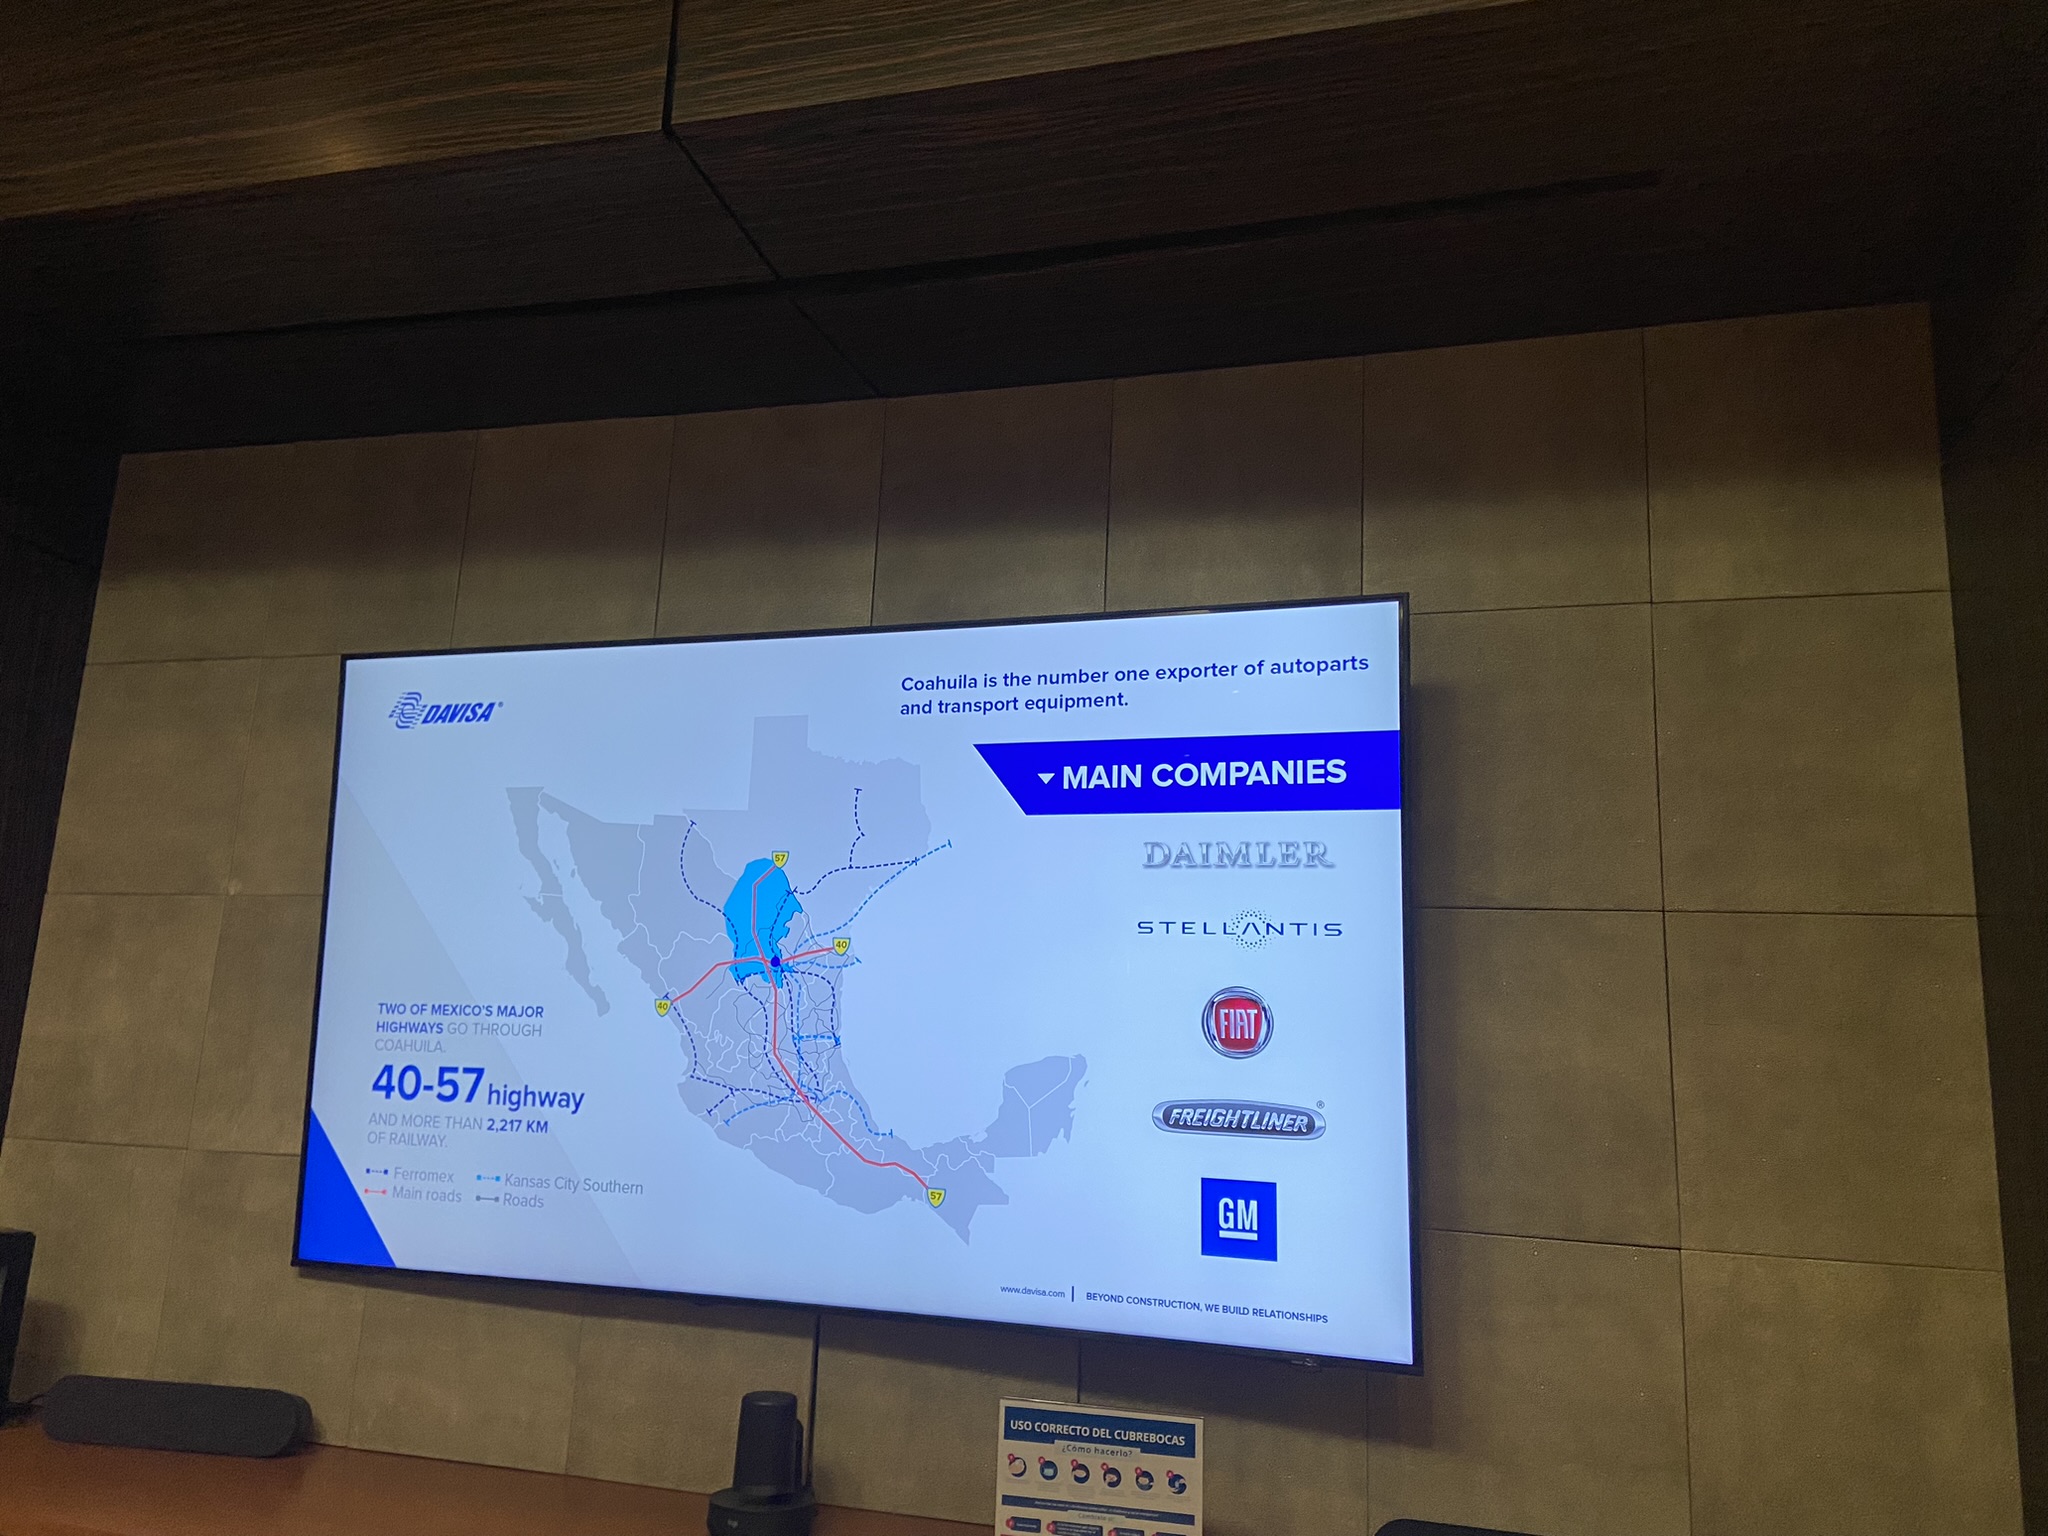 DAVISA®
Coahuila is the number one exporter of autoparts
and transport equipment.
MAIN COMPANIES
DAIMLER
STELLANTIS
FIAT
FREIGHTLINER®
GM
57
40
40
57
TWO OF MEXICO'S MAJOR
HIGHWAYS GO THROUGH
COAHUILA.
40-57 highway
AND MORE THAN 2,217 KM
OF RAILWAY.
Ferromex
Kansas City Southern
Main roads
Roads
www.davisa.com | BEYOND CONSTRUCTION, WE BUILD RELATIONSHIPS
USO CORRECTO DEL CUBREBOCAS
¿Cómo hacerlo?